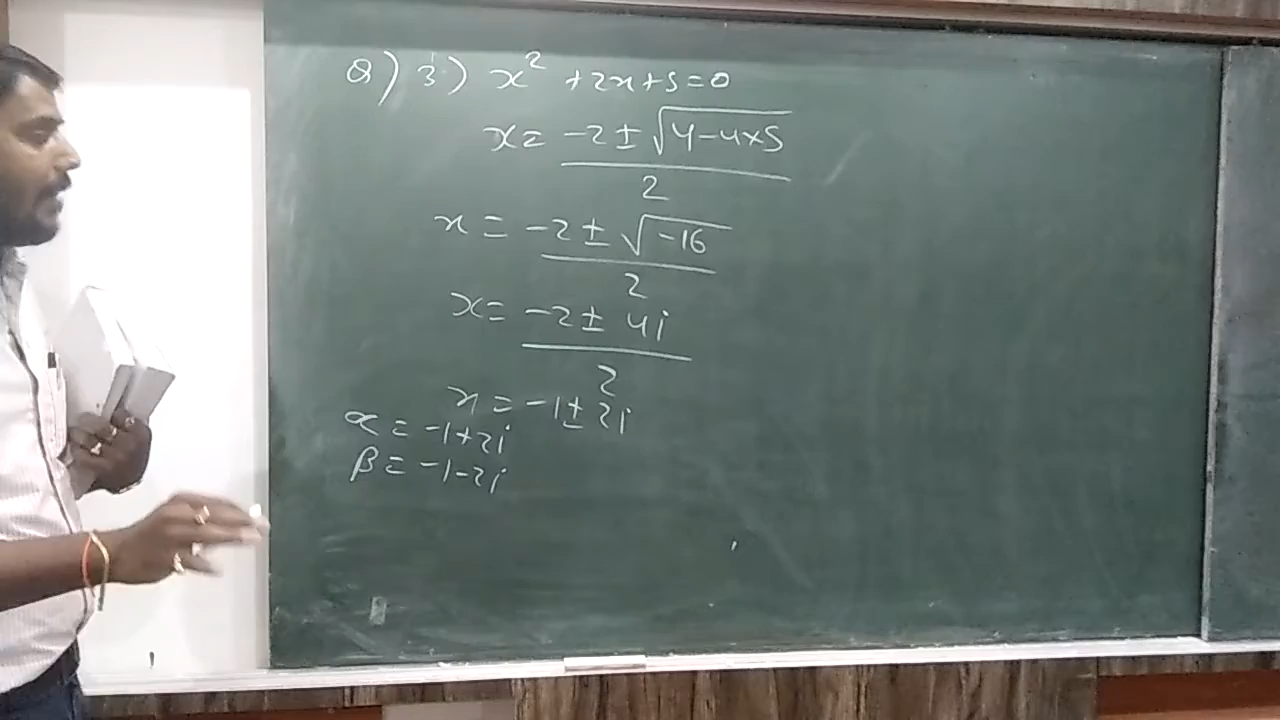 Q) 3) x² + 2x + 5 = 0
x = -2 ± √4 - 4×5
2
x = -2 ± √-16
2
x = -2 ± 4i
2
x = -1 ± 2i
α = -1 + 2i
β = -1 - 2i